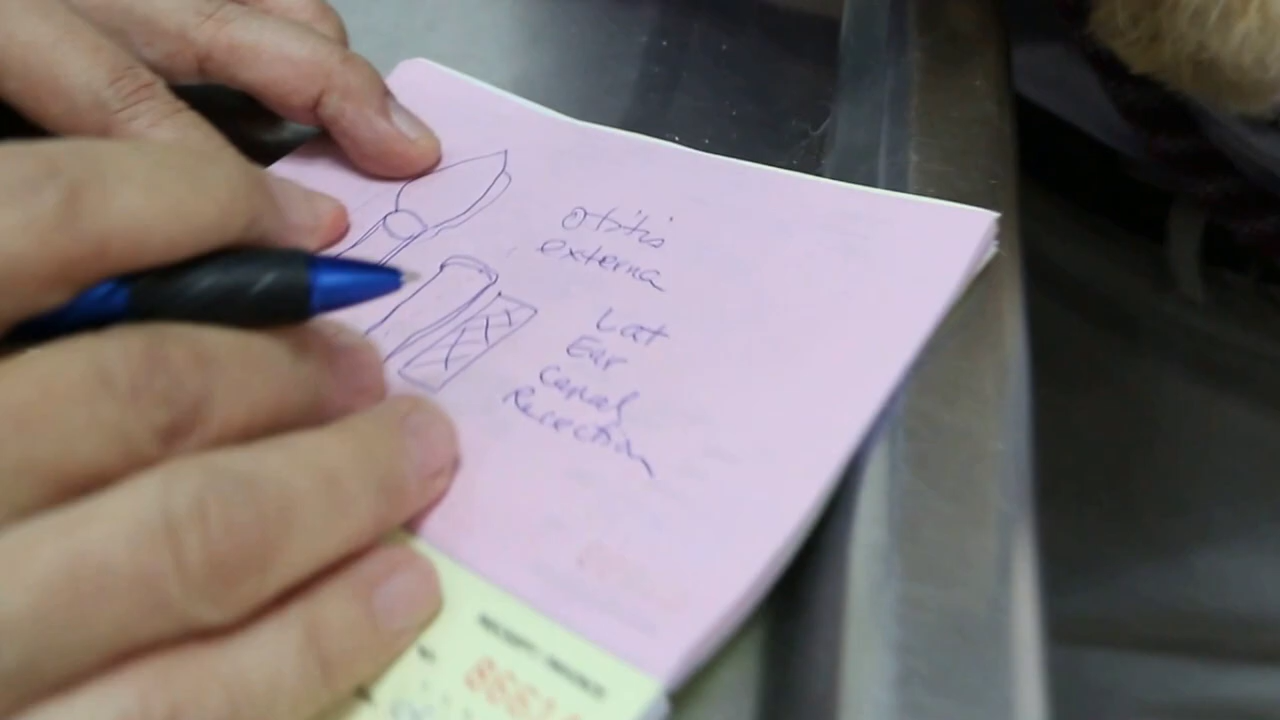 Otitis
externa
Lat
Ear
Canal
Resection